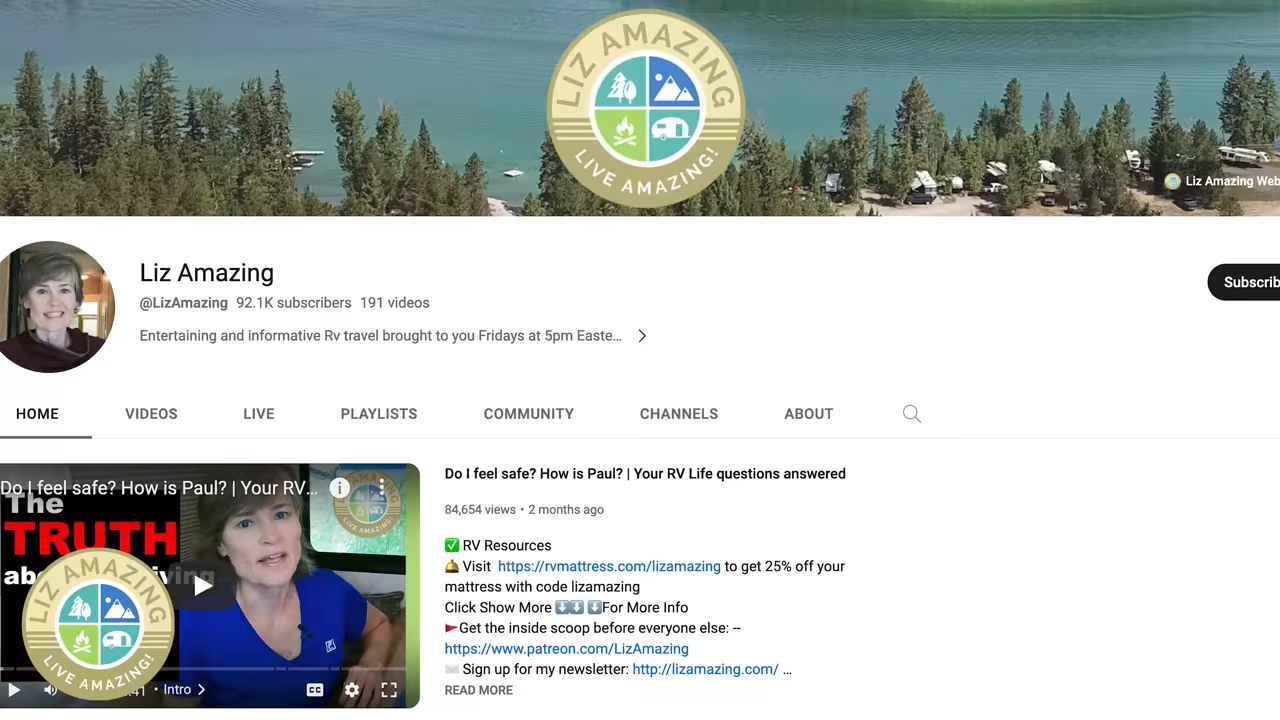 LIZ AMAZING
LIVE AMAZING!
Liz Amazing Web
Liz Amazing
@LizAmazing 92.1K subscribers 191 videos
Entertaining and informative Rv travel brought to you Fridays at 5pm Easte...
Subscrib
HOME VIDEOS LIVE PLAYLISTS COMMUNITY CHANNELS ABOUT
Do I feel safe? How is Paul? | Your RV...
The
TRUTH
LIVE AMAZING!
LIZ AMAZING
LIVE AMAZING!
• Intro
CC
Do I feel safe? How is Paul? | Your RV Life questions answered
84,654 views • 2 months ago
✅ RV Resources
🛎️ Visit https://rvmattress.com/lizamazing to get 25% off your
mattress with code lizamazing
Click Show More ⬇️⬇️ ⬇️For More Info
🚩Get the inside scoop before everyone else: --
https://www.patreon.com/LizAmazing
✉️ Sign up for my newsletter: http://lizamazing.com/ ...
READ MORE